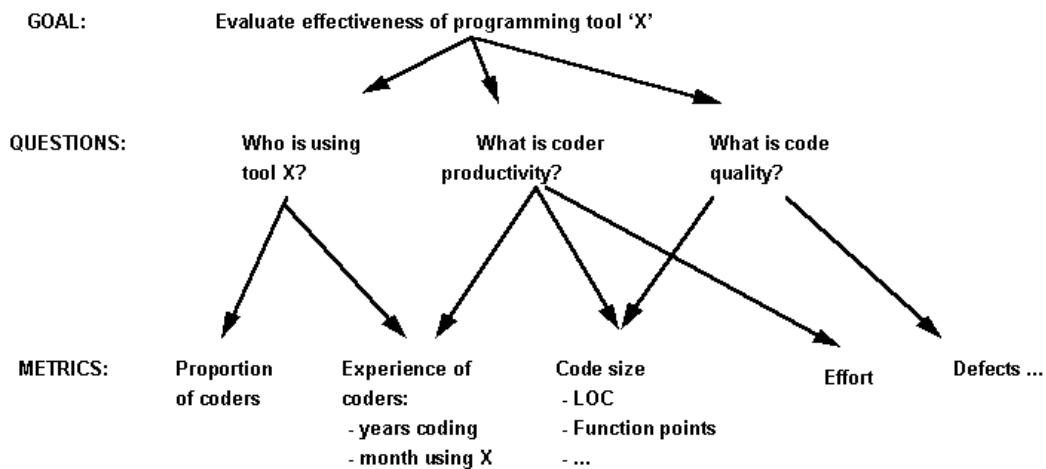 GOAL: Evaluate effectiveness of programming tool ‘X’
QUESTIONS:
Who is using
tool X?
What is coder
productivity?
What is code
quality?
METRICS:
Proportion
of coders
Experience of
coders:
- years coding
- month using X
Code size
- LOC
- Function points
- ...
Effort
Defects ...